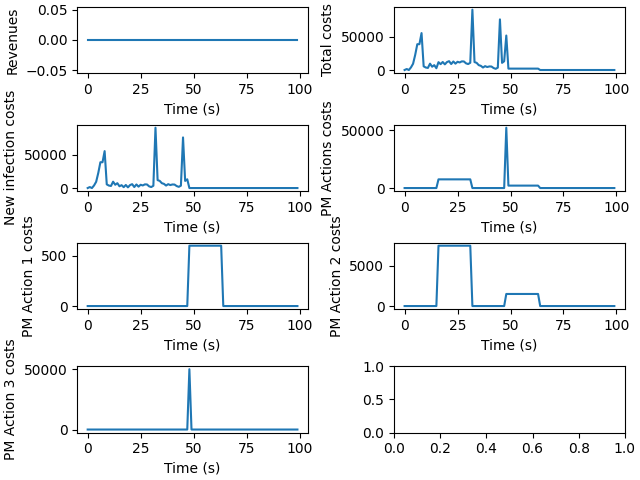 Revenues
0.05
0.00
−0.05
0 25 50 75 100
Time (s)
Total costs
50000
0
0 25 50 75 100
Time (s)
New infection costs
50000
0
0 25 50 75 100
Time (s)
PM Actions costs
50000
0
0 25 50 75 100
Time (s)
PM Action 1 costs
500
0
0 25 50 75 100
Time (s)
PM Action 2 costs
5000
0
0 25 50 75 100
Time (s)
PM Action 3 costs
50000
0
0 25 50 75 100
Time (s)
1.0
0.5
0.0
0.0 0.2 0.4 0.6 0.8 1.0